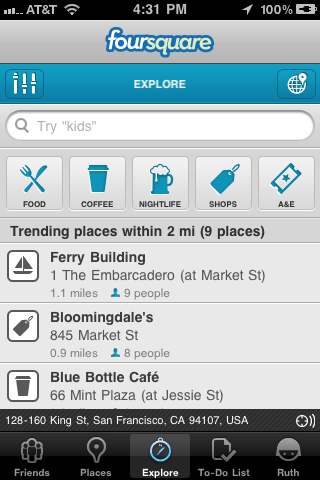 AT&T 4:31 PM 100%
foursquare
EXPLORE
Try "kids"
FOOD COFFEE NIGHTLIFE SHOPS A&E
Trending places within 2 mi (9 places)
Ferry Building
1 The Embarcadero (at Market St)
1.1 miles 9 people
Bloomingdale's
845 Market St
0.9 miles 8 people
Blue Bottle Café
66 Mint Plaza (at Jessie St)
128-160 King St, San Francisco, CA 94107, USA
Friends Places Explore To-Do List Ruth